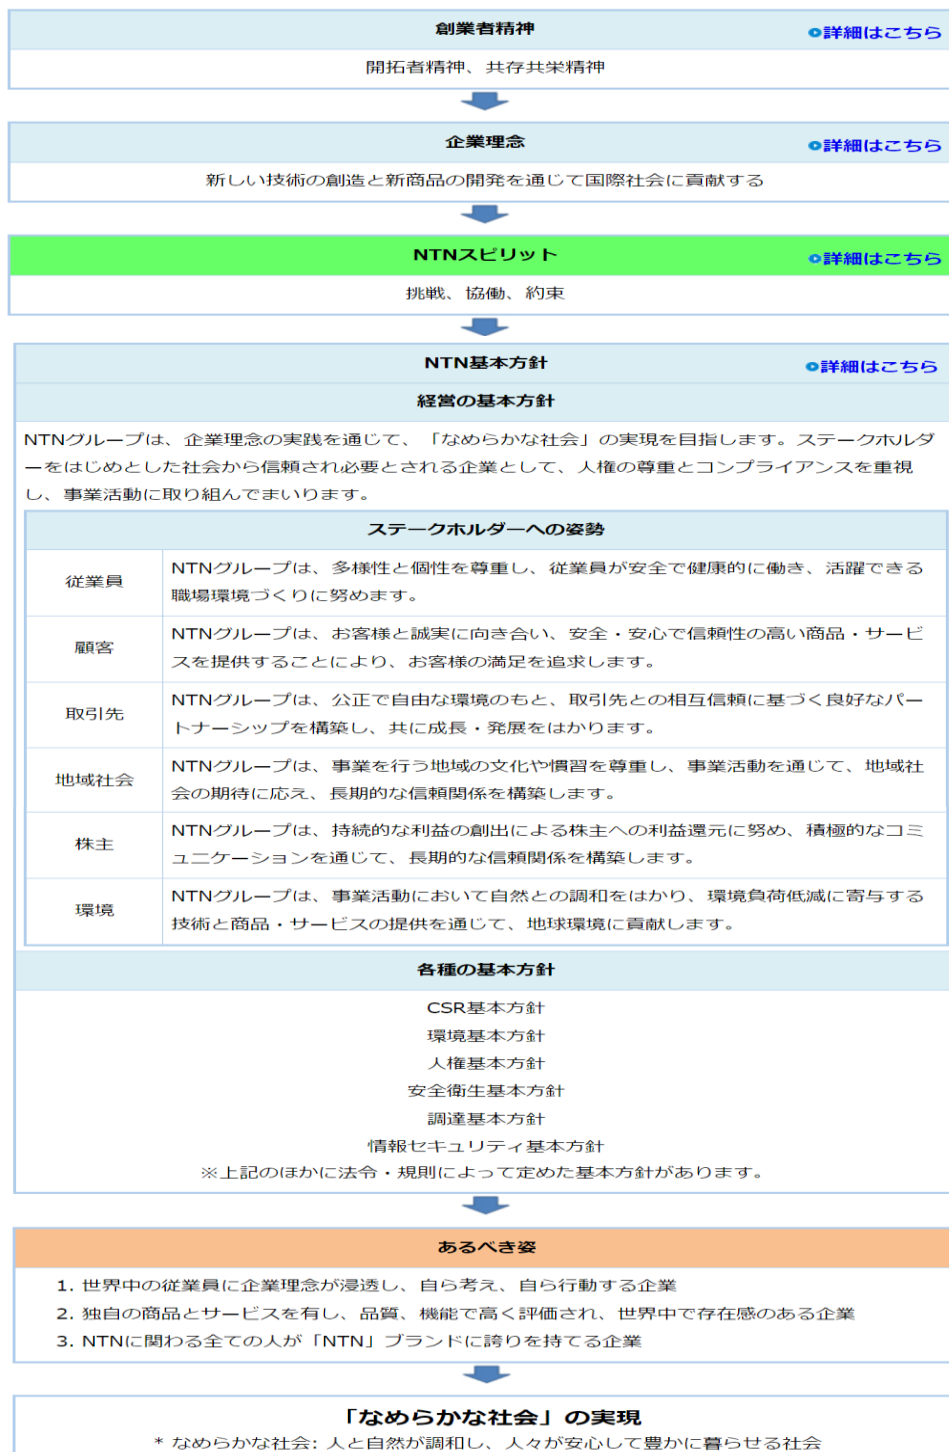 創業者精神
詳細はこちら
開拓者精神、共存共栄精神
企業理念
詳細はこちら
新しい技術の創造と新商品の開発を通じて国際社会に貢献する
NTNスピリット
詳細はこちら
挑戦、協働、約束
NTN基本方針
詳細はこちら
経営の基本方針
NTNグループは、企業理念の実践を通じて、「なめらかな社会」の実現を目指します。ステークホルダ
ーをはじめとした社会から信頼され必要とされる企業として、人権の尊重とコンプライアンスを重視
し、事業活動に取り組んでまいります。
ステークホルダーへの姿勢
従業員
NTNグループは、多様性と個性を尊重し、従業員が安全で健康的に働き、活躍できる
職場環境づくりに努めます。
顧客
NTNグループは、お客様と誠実に向き合い、安全・安心で信頼性の高い商品・サービ
スを提供することにより、お客様の満足を追求します。
取引先
NTNグループは、公正で自由な環境のもと、取引先との相互信頼に基づく良好なパー
トナーシップを構築し、共に成長・発展をはかります。
地域社会
NTNグループは、事業を行う地域の文化や慣習を尊重し、事業活動を通じて、地域社
会の期待に応え、長期的な信頼関係を構築します。
株主
NTNグループは、持続的な利益の創出による株主への利益還元に努め、積極的なコミ
ュニケーションを通じて、長期的な信頼関係を構築します。
環境
NTNグループは、事業活動において自然との調和をはかり、環境負荷低減に寄与する
技術と商品・サービスの提供を通じて、地球環境に貢献します。
各種の基本方針
CSR基本方針
環境基本方針
人権基本方針
安全衛生基本方針
調達基本方針
情報セキュリティ基本方針
※上記のほかに法令・規則によって定めた基本方針があります。
あるべき姿
1. 世界中の従業員に企業理念が浸透し、自ら考え、自ら行動する企業
2. 独自の商品とサービスを有し、品質、機能で高く評価され、世界中で存在感のある企業
3. NTNに関わる全ての人が「NTN」ブランドに誇りを持てる企業
「なめらかな社会」の実現
* なめらかな社会: 人と自然が調和し、人々が安心して豊かに暮らせる社会